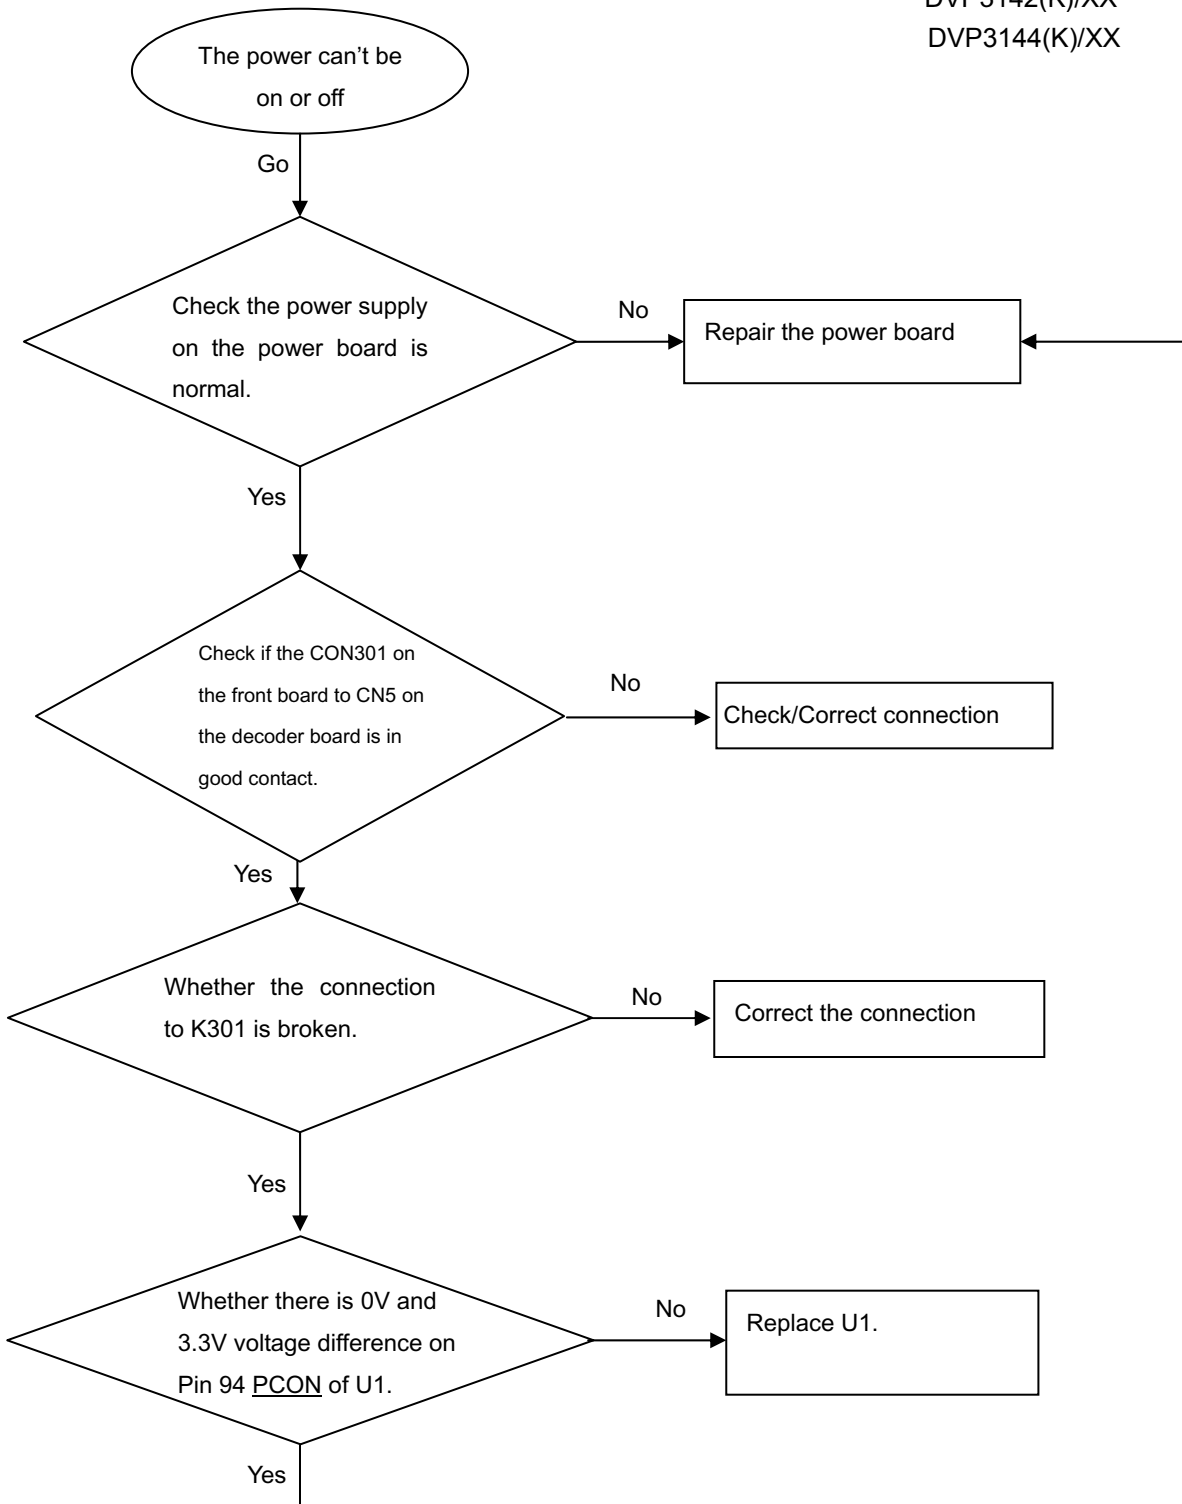 DVP3142(K)/XX
DVP3144(K)/XX
The power can't be
on or off
Go
Check the power supply
on the power board is
normal.
No
Repair the power board
Yes
Check if the CON301 on
the front board to CN5 on
the decoder board is in
good contact.
No
Check/Correct connection
Yes
Whether the connection
to K301 is broken.
No
Correct the connection
Yes
Whether there is 0V and
3.3V voltage difference on
Pin 94 PCON of U1.
No
Replace U1.
Yes